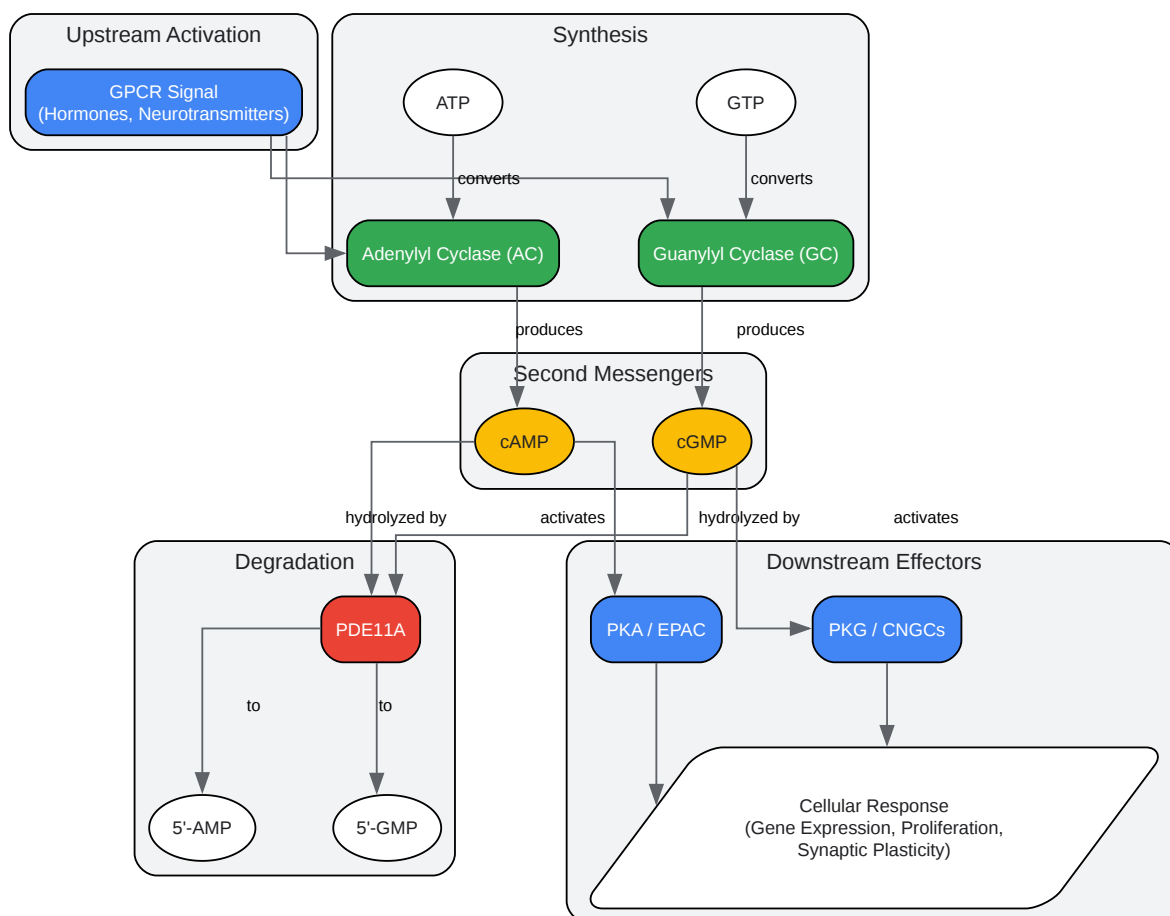 Upstream Activation
Synthesis
GPCR Signal
(Hormones, Neurotransmitters)
ATP
GTP
converts
converts
Adenylyl Cyclase (AC)
Guanylyl Cyclase (GC)
produces
produces
Second Messengers
cAMP
cGMP
hydrolyzed by
activates
hydrolyzed by
activates
Degradation
Downstream Effectors
PDE11A
PKA / EPAC
PKG / CNGCs
to
to
5'-AMP
5'-GMP
Cellular Response
(Gene Expression, Proliferation,
Synaptic Plasticity)